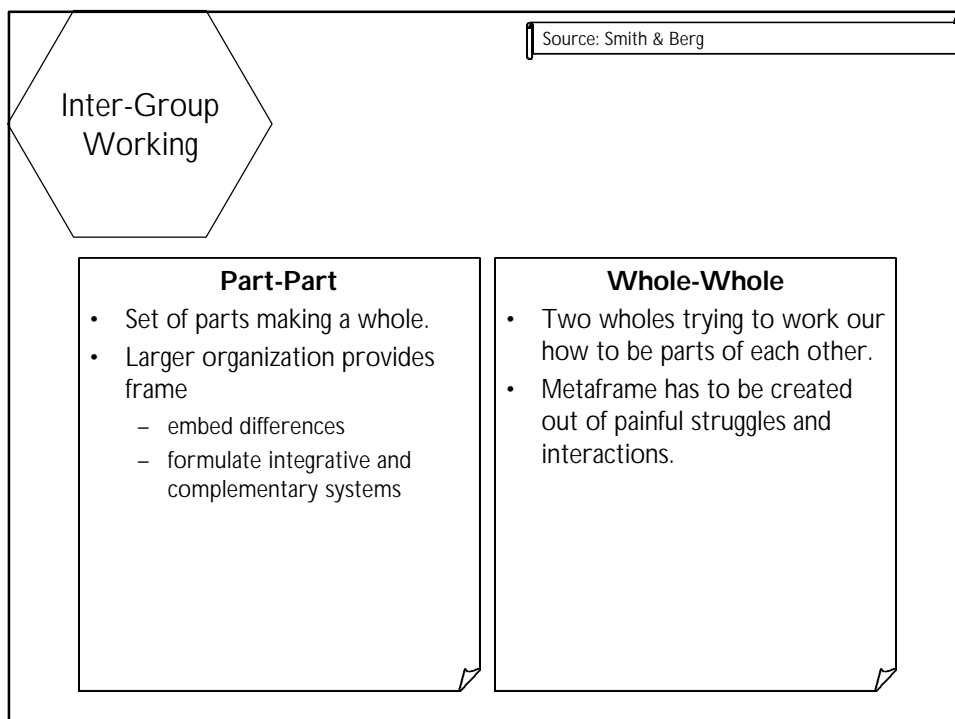 Source: Smith & Berg
Inter-Group
Working
Part-Part
• Set of parts making a whole.
• Larger organization provides
frame
– embed differences
– formulate integrative and
complementary systems
Whole-Whole
• Two wholes trying to work our
how to be parts of each other.
• Metaframe has to be created
out of painful struggles and
interactions.